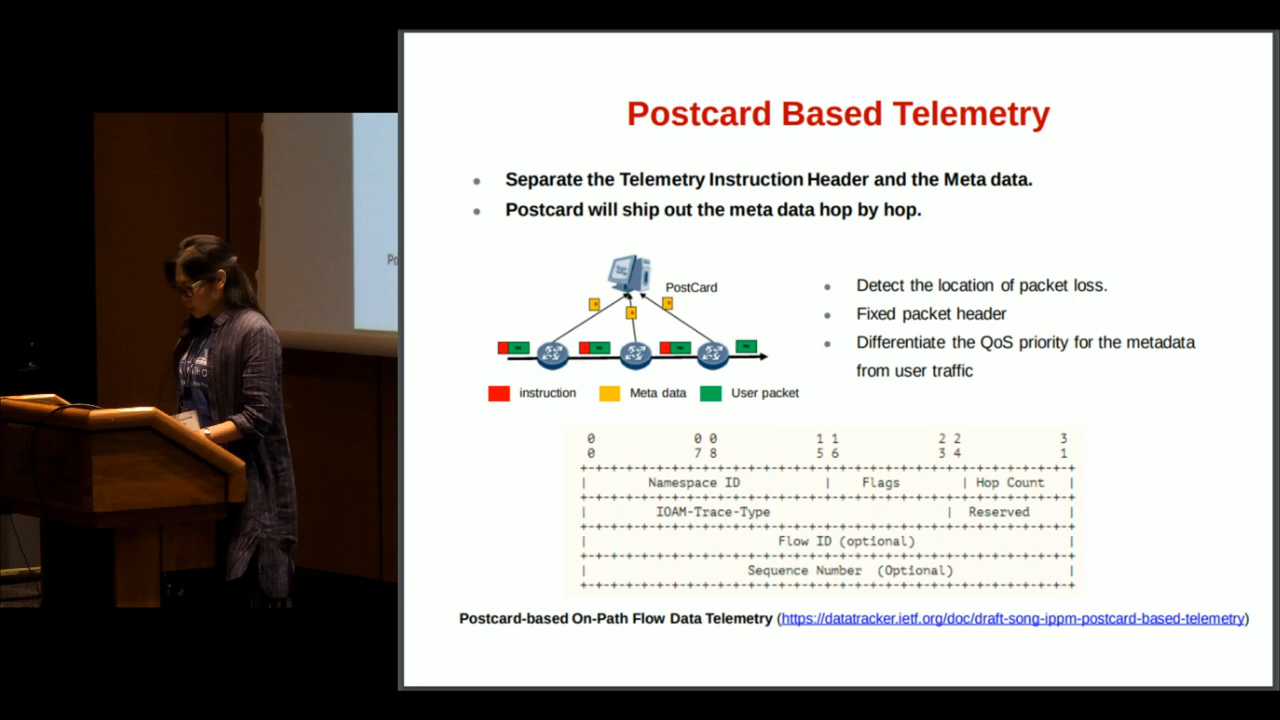 Postcard Based Telemetry
Separate the Telemetry Instruction Header and the Meta data.
Postcard will ship out the meta data hop by hop.
PostCard
instruction
Meta data
User packet
Detect the location of packet loss.
Fixed packet header
Differentiate the QoS priority for the metadata
from user traffic
0 0 0 1 1 2 2 3
0 7 8 5 6 3 4 1
+-+-+-+-+-+-+-+-+-+-+-+-+-+-+-+-+-+-+-+-+-+-+-+-+-+-+-+-+-+-+-+-+
| Namespace ID | Flags | Hop Count |
+-+-+-+-+-+-+-+-+-+-+-+-+-+-+-+-+-+-+-+-+-+-+-+-+-+-+-+-+-+-+-+-+
| IOAM-Trace-Type | Reserved |
+-+-+-+-+-+-+-+-+-+-+-+-+-+-+-+-+-+-+-+-+-+-+-+-+-+-+-+-+-+-+-+-+
| Flow ID (optional) |
+-+-+-+-+-+-+-+-+-+-+-+-+-+-+-+-+-+-+-+-+-+-+-+-+-+-+-+-+-+-+-+-+
| Sequence Number (Optional) |
+-+-+-+-+-+-+-+-+-+-+-+-+-+-+-+-+-+-+-+-+-+-+-+-+-+-+-+-+-+-+-+-+
Postcard-based On-Path Flow Data Telemetry (https://datatracker.ietf.org/doc/draft-song-ippm-postcard-based-telemetry)
Po